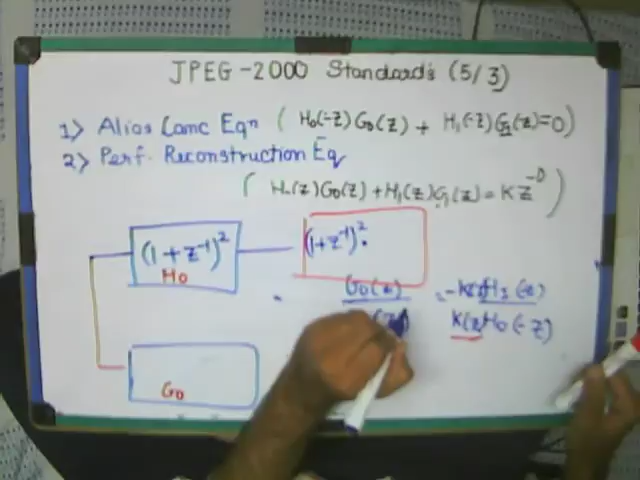 JPEG-2000 Standards (5/3)
1) Alias Canc Eqn ( H₀(-z)G₀(z) + H₁(-z)G₁(-z)=0)
2) Perf. Reconstruction Eq
( H₀(z)G₀(z)+H₁(z)G₁(z)=K z⁻ᴰ )
(1+z⁻¹)²
H₀
(1+z⁻¹)²
G₀(z) = -K(z)H₁(-z)
K(z)H₀(-z)
G₀